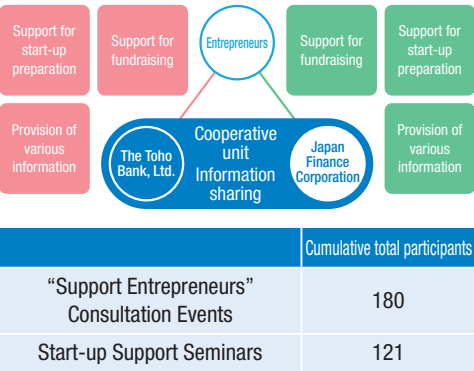 Support for
start-up
preparation
Support for
fundraising
Entrepreneurs
Support for
fundraising
Support for
start-up
preparation
Provision of
various
information
The Toho
Bank, Ltd.
Cooperative
unit
Information
sharing
Japan
Finance
Corporation
Provision of
various
information
Cumulative total participants
“Support Entrepreneurs”
Consultation Events
180
Start-up Support Seminars
121